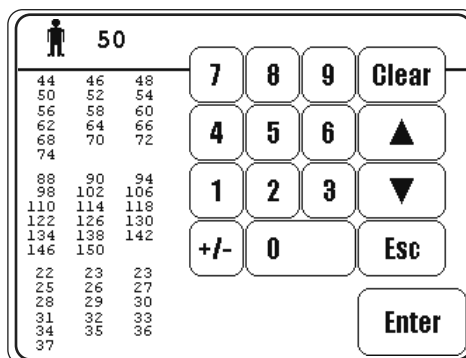 50
44 46 48
50 52 54
56 58 60
62 64 66
68 70 72
74
88 90 94
98 102 106
110 114 118
122 126 130
134 138 142
146 150
22 23 23
25 26 27
28 29 30
31 32 33
34 35 36
37
7 8 9 Clear
4 5 6 ▲
1 2 3 ▼
+/- 0 Esc
Enter